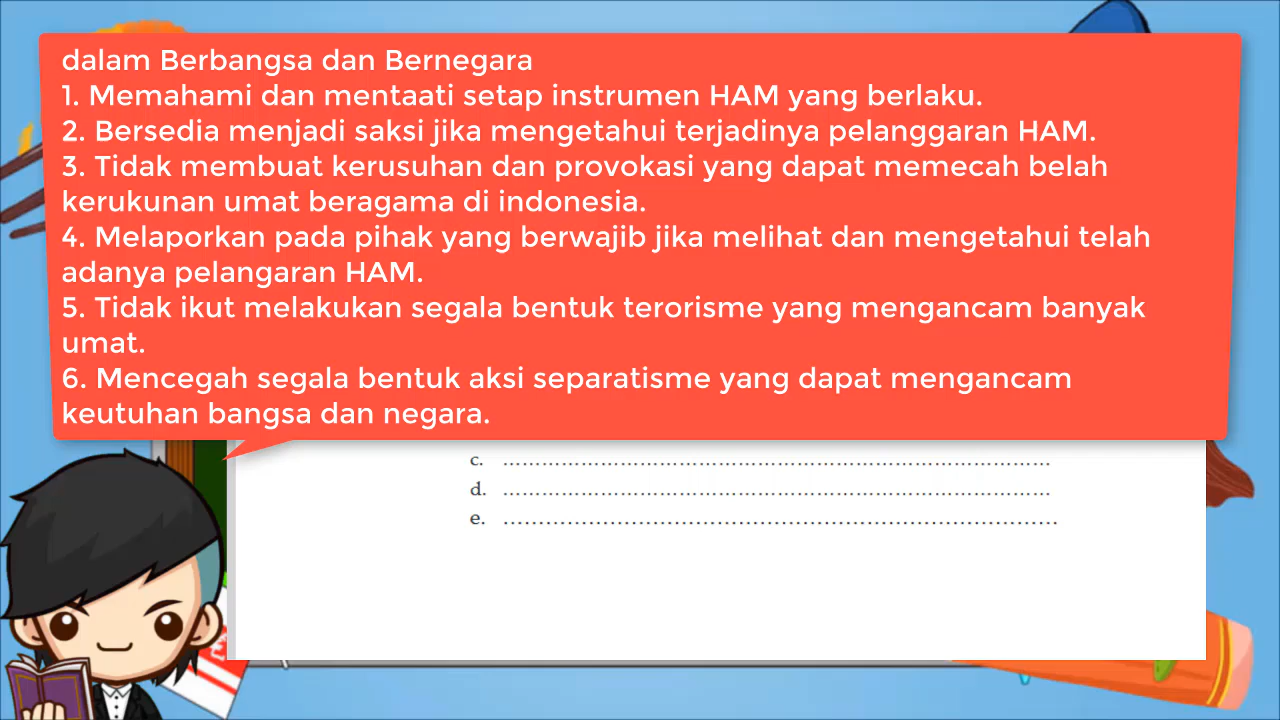 dalam Berbangsa dan Bernegara
1. Memahami dan mentaati setap instrumen HAM yang berlaku.
2. Bersedia menjadi saksi jika mengetahui terjadinya pelanggaran HAM.
3. Tidak membuat kerusuhan dan provokasi yang dapat memecah belah
kerukunan umat beragama di indonesia.
4. Melaporkan pada pihak yang berwajib jika melihat dan mengetahui telah
adanya pelangaran HAM.
5. Tidak ikut melakukan segala bentuk terorisme yang mengancam banyak
umat.
6. Mencegah segala bentuk aksi separatisme yang dapat mengancam
keutuhan bangsa dan negara.
c. ....................................................................................
d. ....................................................................................
e. ....................................................................................